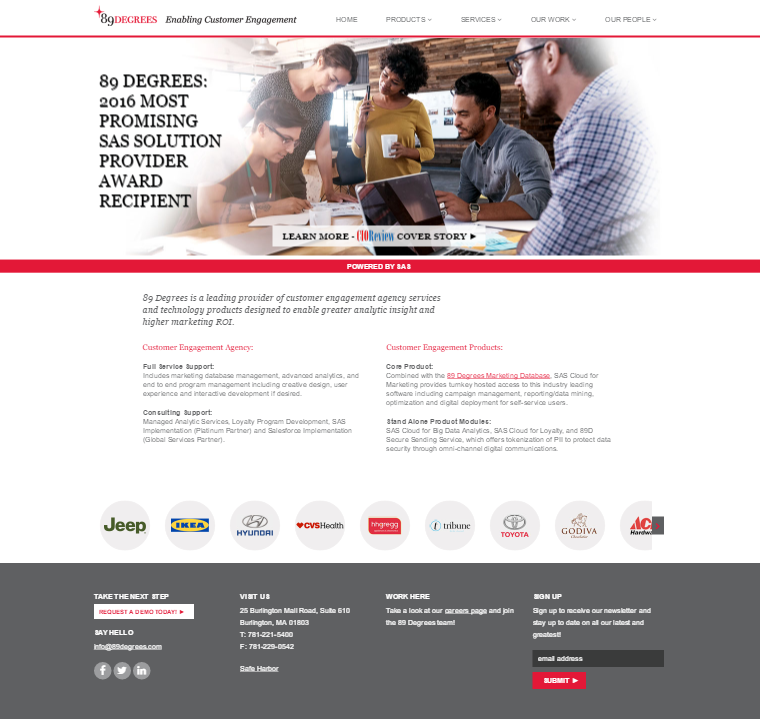 89DEGREES Enabling Customer Engagement
HOME PRODUCTS SERVICES OUR WORK OUR PEOPLE
89 DEGREES:
2016 MOST
PROMISING
SAS SOLUTION
PROVIDER
AWARD
RECIPIENT
LEARN MORE - CIOReview COVER STORY ▶
POWERED BY SAS
89 Degrees is a leading provider of customer engagement agency services
and technology products designed to enable greater analytic insight and
higher marketing ROI.
Customer Engagement Agency:
Full Service Support:
Includes marketing database management, advanced analytics, and
end to end program management including creative design, user
experience and interactive development if desired.
Consulting Support:
Managed Analytic Services, Loyalty Program Development, SAS
Implementation (Platinum Partner) and Salesforce Implementation
(Global Services Partner).
Customer Engagement Products:
Core Product:
Combined with the 89 Degrees Marketing Database, SAS Cloud for
Marketing provides turnkey hosted access to this industry leading
software including campaign management, reporting/data mining,
optimization and digital deployment for self-service users.
Stand Alone Product Modules:
SAS Cloud for Big Data Analytics, SAS Cloud for Loyalty, and 89D
Secure Sending Service, which offers tokenization of PII to protect data
security through omni-channel digital communications.
Jeep
IKEA
HYUNDAI
CVSHealth
hhgregg
t tribune
TOYOTA
GODIVA
Chocolatier
AC
Hardwa
TAKE THE NEXT STEP
REQUEST A DEMO TODAY! ▶
SAY HELLO
info@89degrees.com
VISIT US
25 Burlington Mall Road, Suite 610
Burlington, MA 01803
T: 781-221-5400
F: 781-229-0542
Safe Harbor
WORK HERE
Take a look at our careers page and join
the 89 Degrees team!
SIGN UP
Sign up to receive our newsletter and
stay up to date on all our latest and
greatest!
email address
SUBMIT ▶